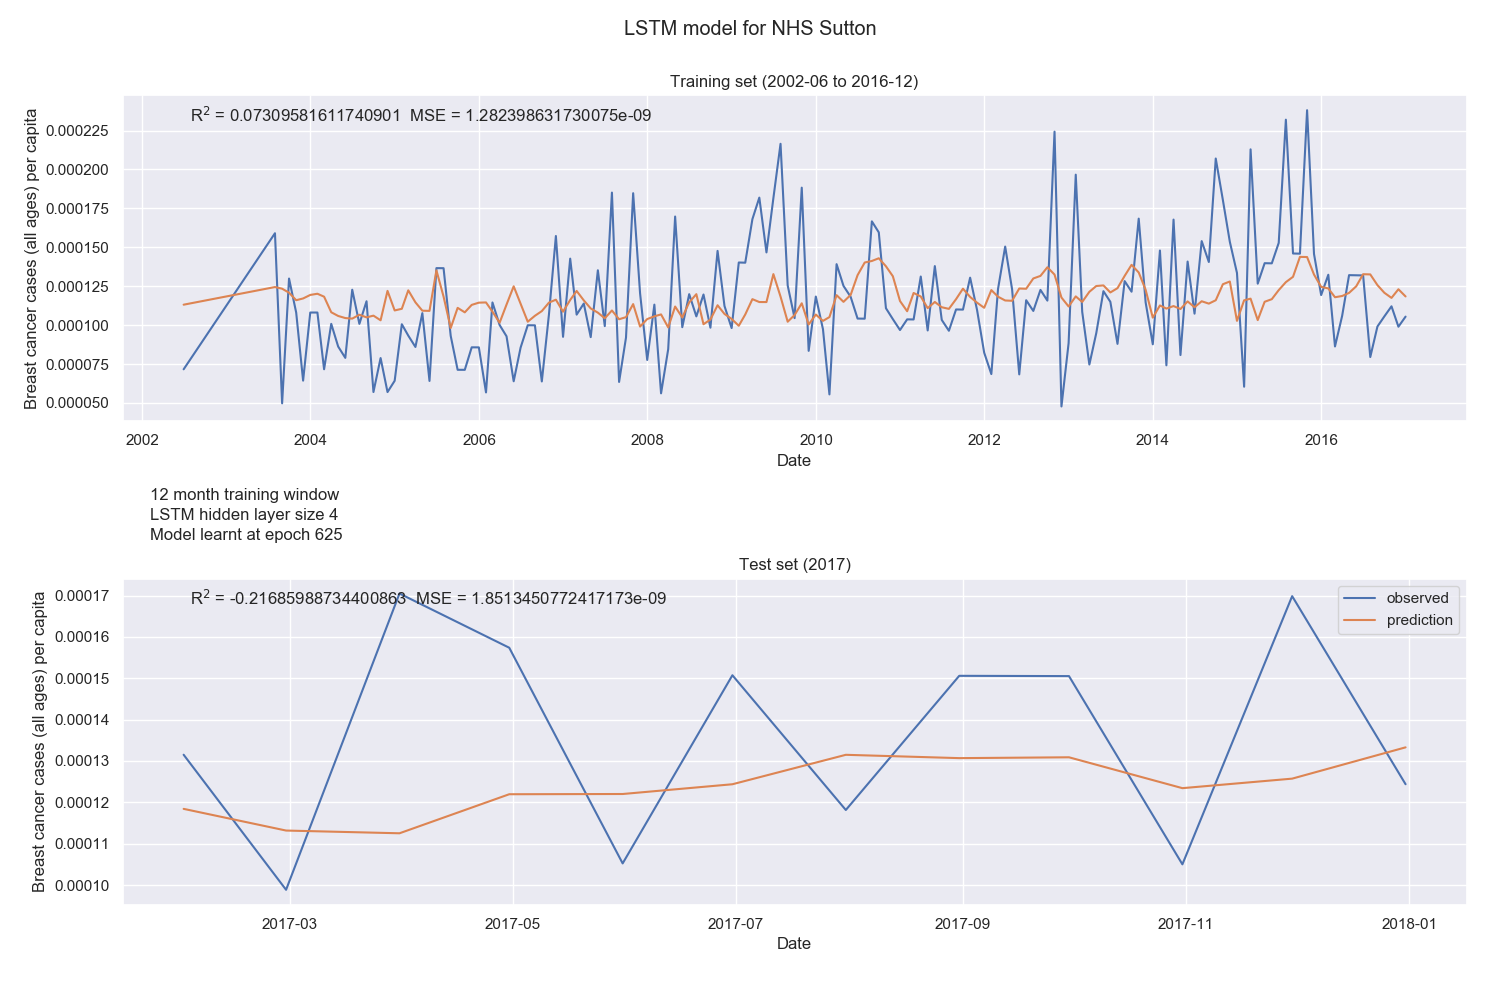 LSTM model for NHS Sutton
Training set (2002-06 to 2016-12)
R² = 0.07309581611740901 MSE = 1.282398631730075e-09
Breast cancer cases (all ages) per capita
0.000225
0.000200
0.000175
0.000150
0.000125
0.000100
0.000075
0.000050
2002 2004 2006 2008 2010 2012 2014 2016
Date
12 month training window
LSTM hidden layer size 4
Model learnt at epoch 625
Test set (2017)
R² = -0.21685988734400863 MSE = 1.8513450772417173e-09
observed
prediction
Breast cancer cases (all ages) per capita
0.00017
0.00016
0.00015
0.00014
0.00013
0.00012
0.00011
0.00010
2017-03 2017-05 2017-07 2017-09 2017-11 2018-01
Date